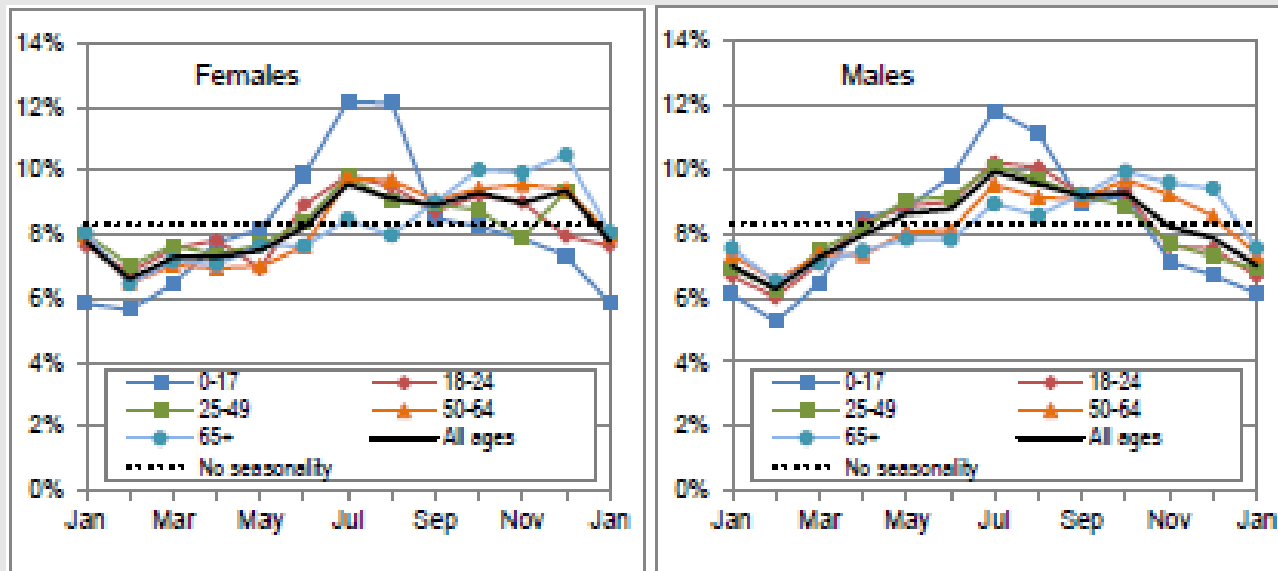 Females
14%
12%
10%
8%
6%
4%
2%
0%
0-17 18-24
25-49 50-64
65+ All ages
No seasonality
Jan Mar May Jul Sep Nov Jan
Males
14%
12%
10%
8%
6%
4%
2%
0%
0-17 18-24
25-49 50-64
65+ All ages
No seasonality
Jan Mar May Jul Sep Nov Jan